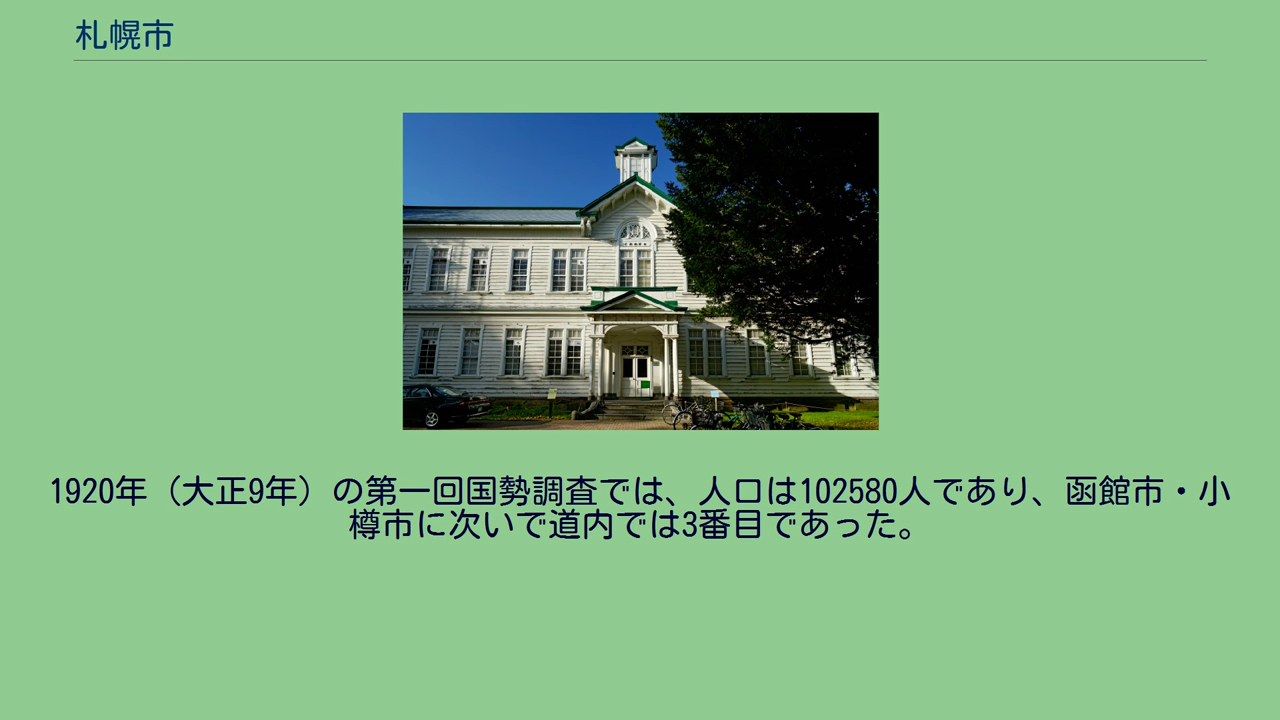 札幌市
1920年（大正9年）の第一回国勢調査では、人口は102580人であり、函館市・小
樽市に次いで道内では3番目であった。